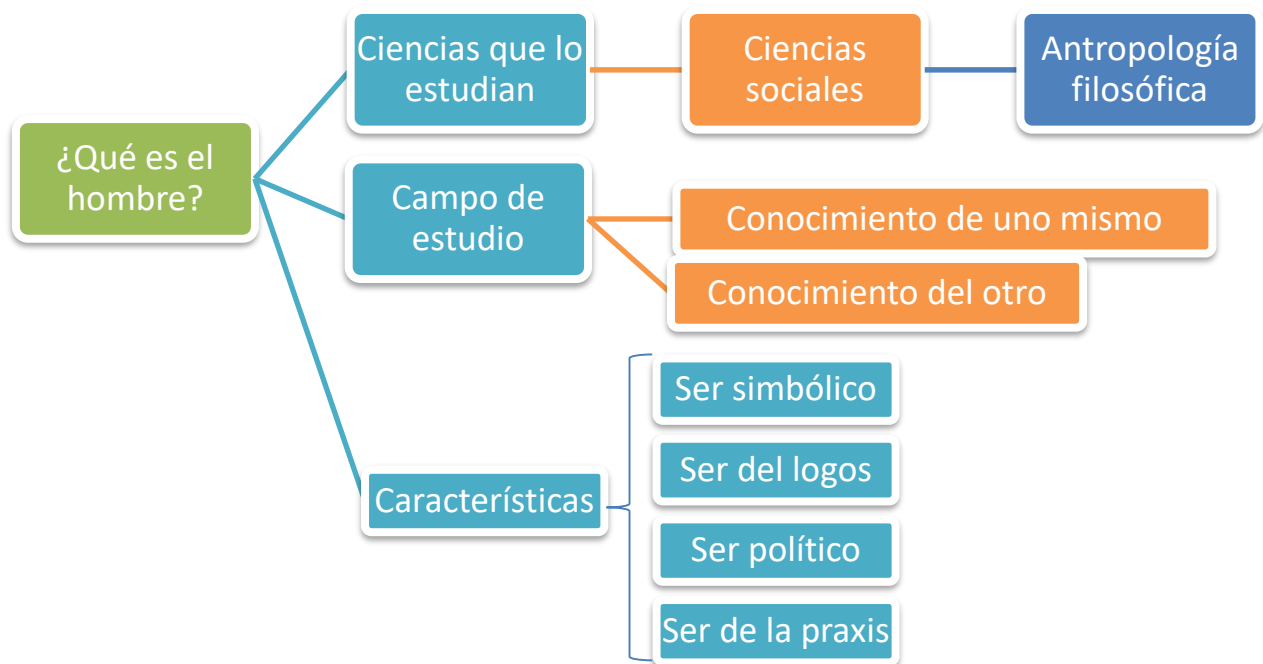 ¿Qué es el
hombre?
Ciencias que lo
estudian
Ciencias
sociales
Antropología
filosófica
Campo de
estudio
Conocimiento de uno mismo
Conocimiento del otro
Características
Ser simbólico
Ser del logos
Ser político
Ser de la praxis